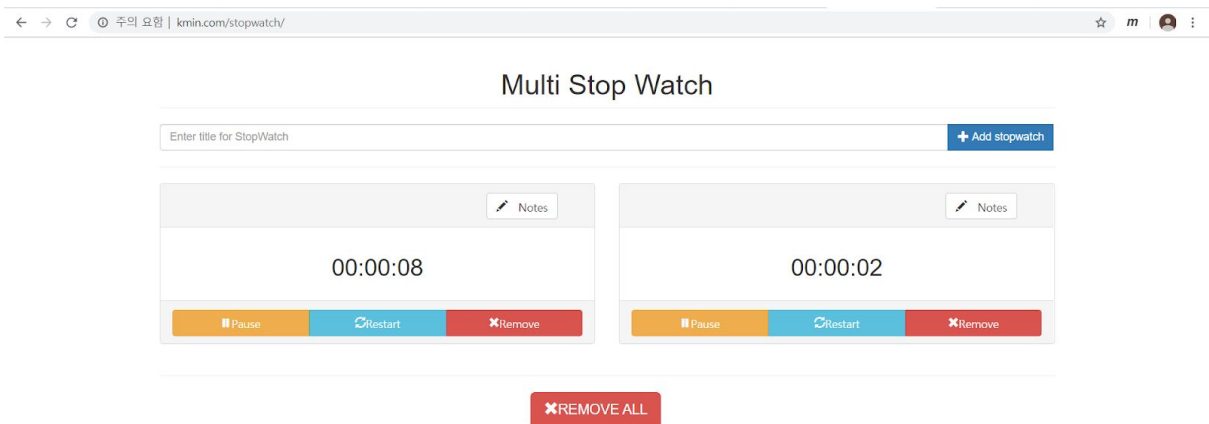 주의 요함 | kmin.com/stopwatch/
m
Multi Stop Watch
Enter title for StopWatch
Add stopwatch
Notes
Notes
00:00:08
00:00:02
Pause
Restart
Remove
Pause
Restart
Remove
REMOVE ALL